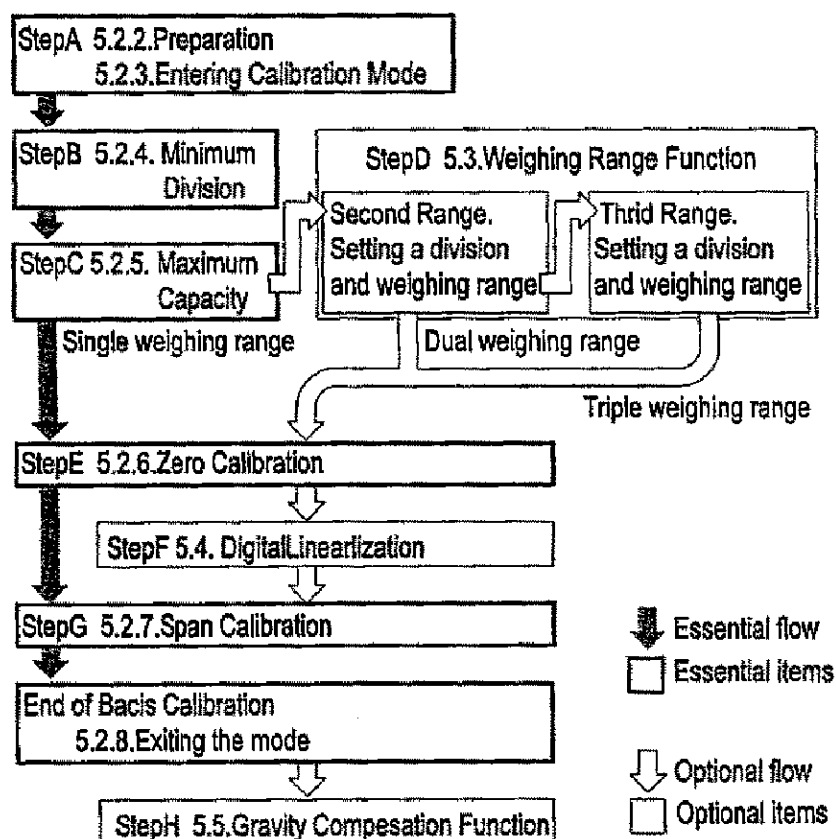 StepA 5.2.2.Preparation
5.2.3.Entering Calibration Mode
StepB 5.2.4. Minimum
Division
StepC 5.2.5. Maximum
Capacity
StepD 5.3.Weighing Range Function
Second Range.
Setting a division
and weighing range
Thrid Range.
Setting a division
and weighing range
Single weighing range
Dual weighing range
Triple weighing range
StepE 5.2.6.Zero Calibration
StepF 5.4. DigitalLineartization
StepG 5.2.7.Span Calibration
End of Bacis Calibration
5.2.8.Exiting the mode
StepH 5.5.Gravity Compesation Function
Essential flow
Essential items
Optional flow
Optional items